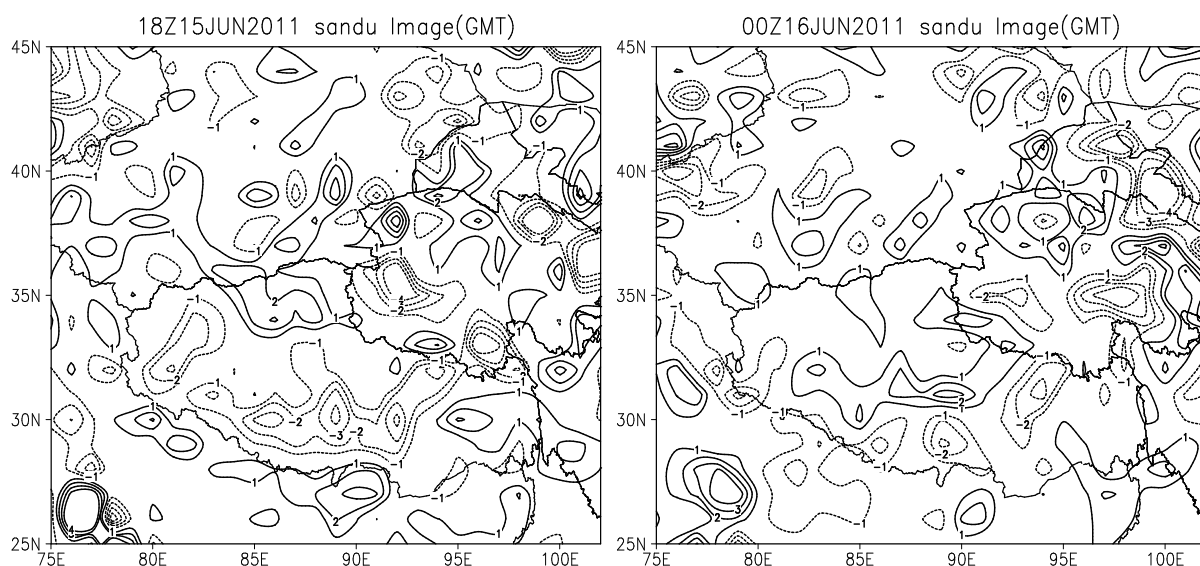 18Z15JUN2011 sandu Image(GMT)
00Z16JUN2011 sandu Image(GMT)
45N
40N
35N
30N
25N
75E 80E 85E 90E 95E 100E
45N
40N
35N
30N
25N
75E 80E 85E 90E 95E 100E